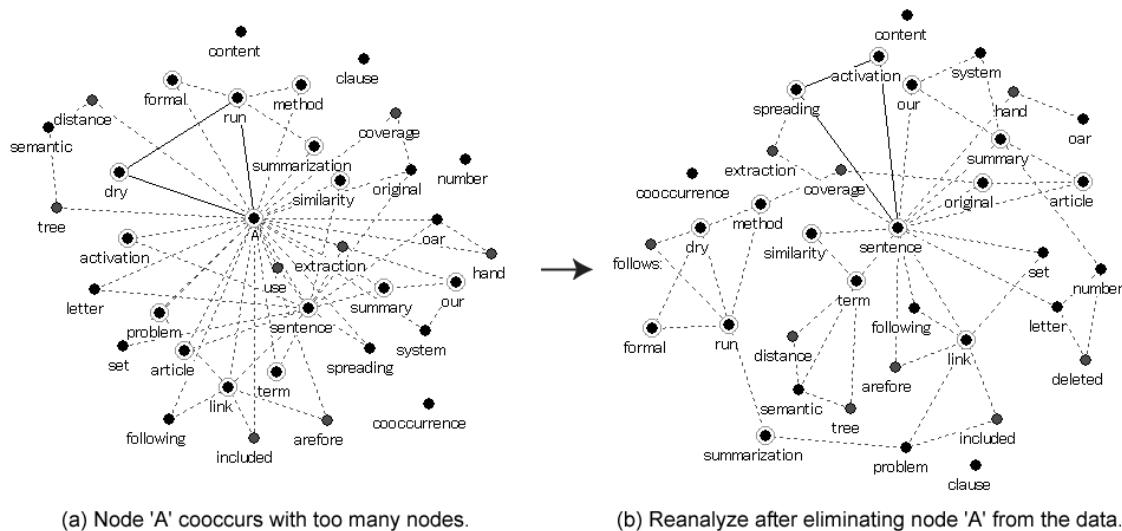 content
clause
formal
run
method
distance
coverage
semantic
summarization
dry
similarity
original
number
tree
A
oar
activation
extraction
hand
use
letter
summary
our
problem
sentence
system
set
article
spreading
term
link
cooccurrence
following
included
arefore
(a) Node 'A' cooccurs with too many nodes.
content
activation
system
spreading
our
hand
oar
extraction
summary
cooccurrence
coverage
original
article
method
dry
similarity
sentence
follows:
set
number
term
formal
run
following
letter
distance
link
arefore
deleted
semantic
tree
included
summarization
problem
clause
(b) Reanalyze after eliminating node 'A' from the data.